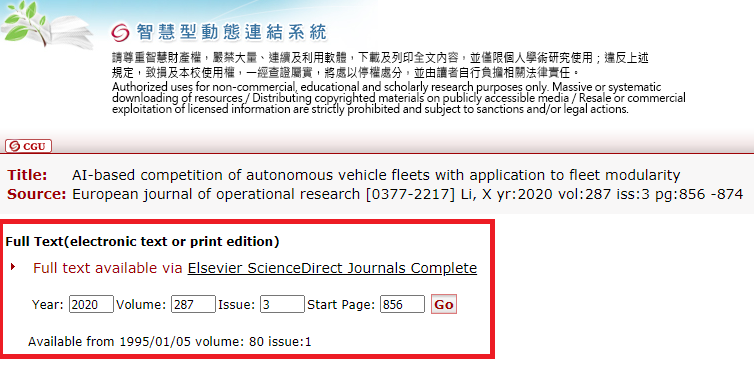 智慧型動態連結系統
請尊重智慧財產權，嚴禁大量、連續及利用軟體，下載及列印全文內容，並僅限個人學術研究使用；違反上述
規定，致損及本校使用權，一經查證屬實，將處以停權處分，並由讀者自行負擔相關法律責任。
Authorized uses for non-commercial, educational and scholarly research purposes only. Massive or systematic
downloading of resources / Distributing copyrighted materials on publicly accessible media / Resale or commercial
exploitation of licensed information are strictly prohibited and subject to sanctions and/or legal actions.
CGU
Title: AI-based competition of autonomous vehicle fleets with application to fleet modularity
Source: European journal of operational research [0377-2217] Li, X yr:2020 vol:287 iss:3 pg:856 -874
Full Text(electronic text or print edition)
Full text available via Elsevier ScienceDirect Journals Complete
Year: 2020 Volume: 287 Issue: 3 Start Page: 856 Go
Available from 1995/01/05 volume: 80 issue:1